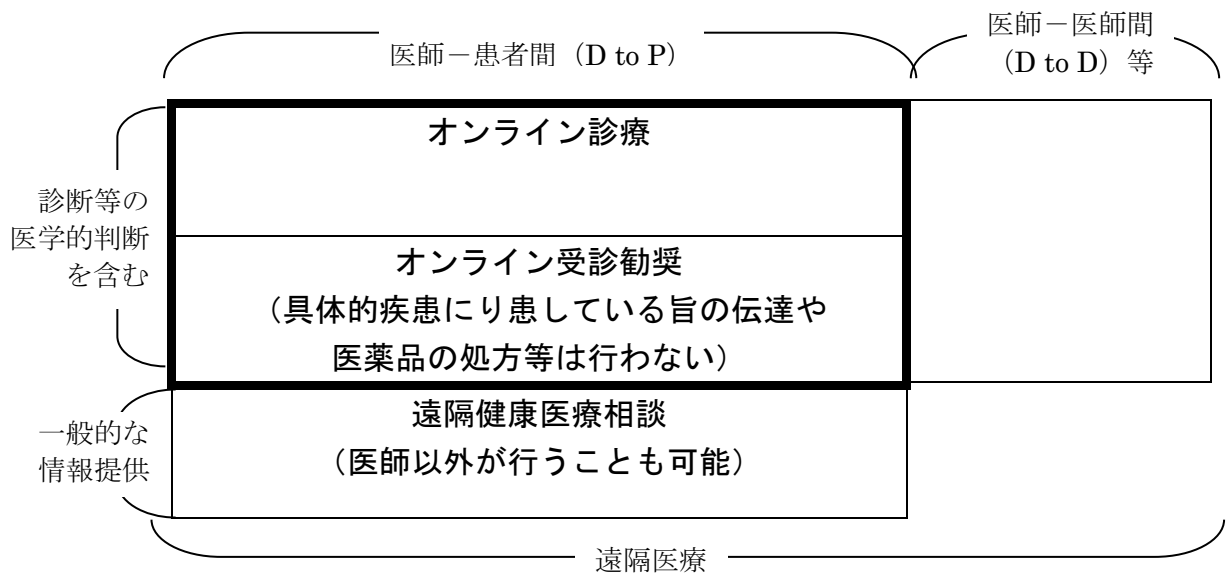 医師－患者間（D to P）
医師－医師間
（D to D）等
診断等の
医学的判断
を含む
オンライン診療
オンライン受診勧奨
（具体的疾患にり患している旨の伝達や
医薬品の処方等は行わない）
一般的な
情報提供
遠隔健康医療相談
（医師以外が行うことも可能）
遠隔医療